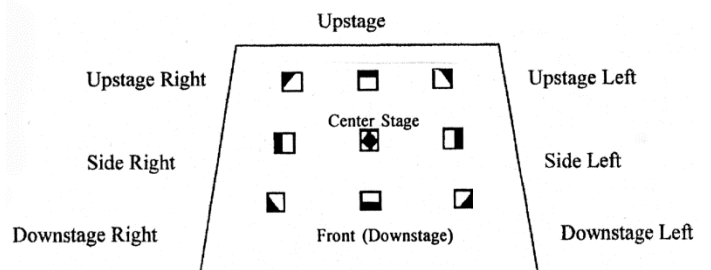 Upstage
Upstage Right
Upstage Left
Center Stage
Side Right
Side Left
Downstage Right
Front (Downstage)
Downstage Left